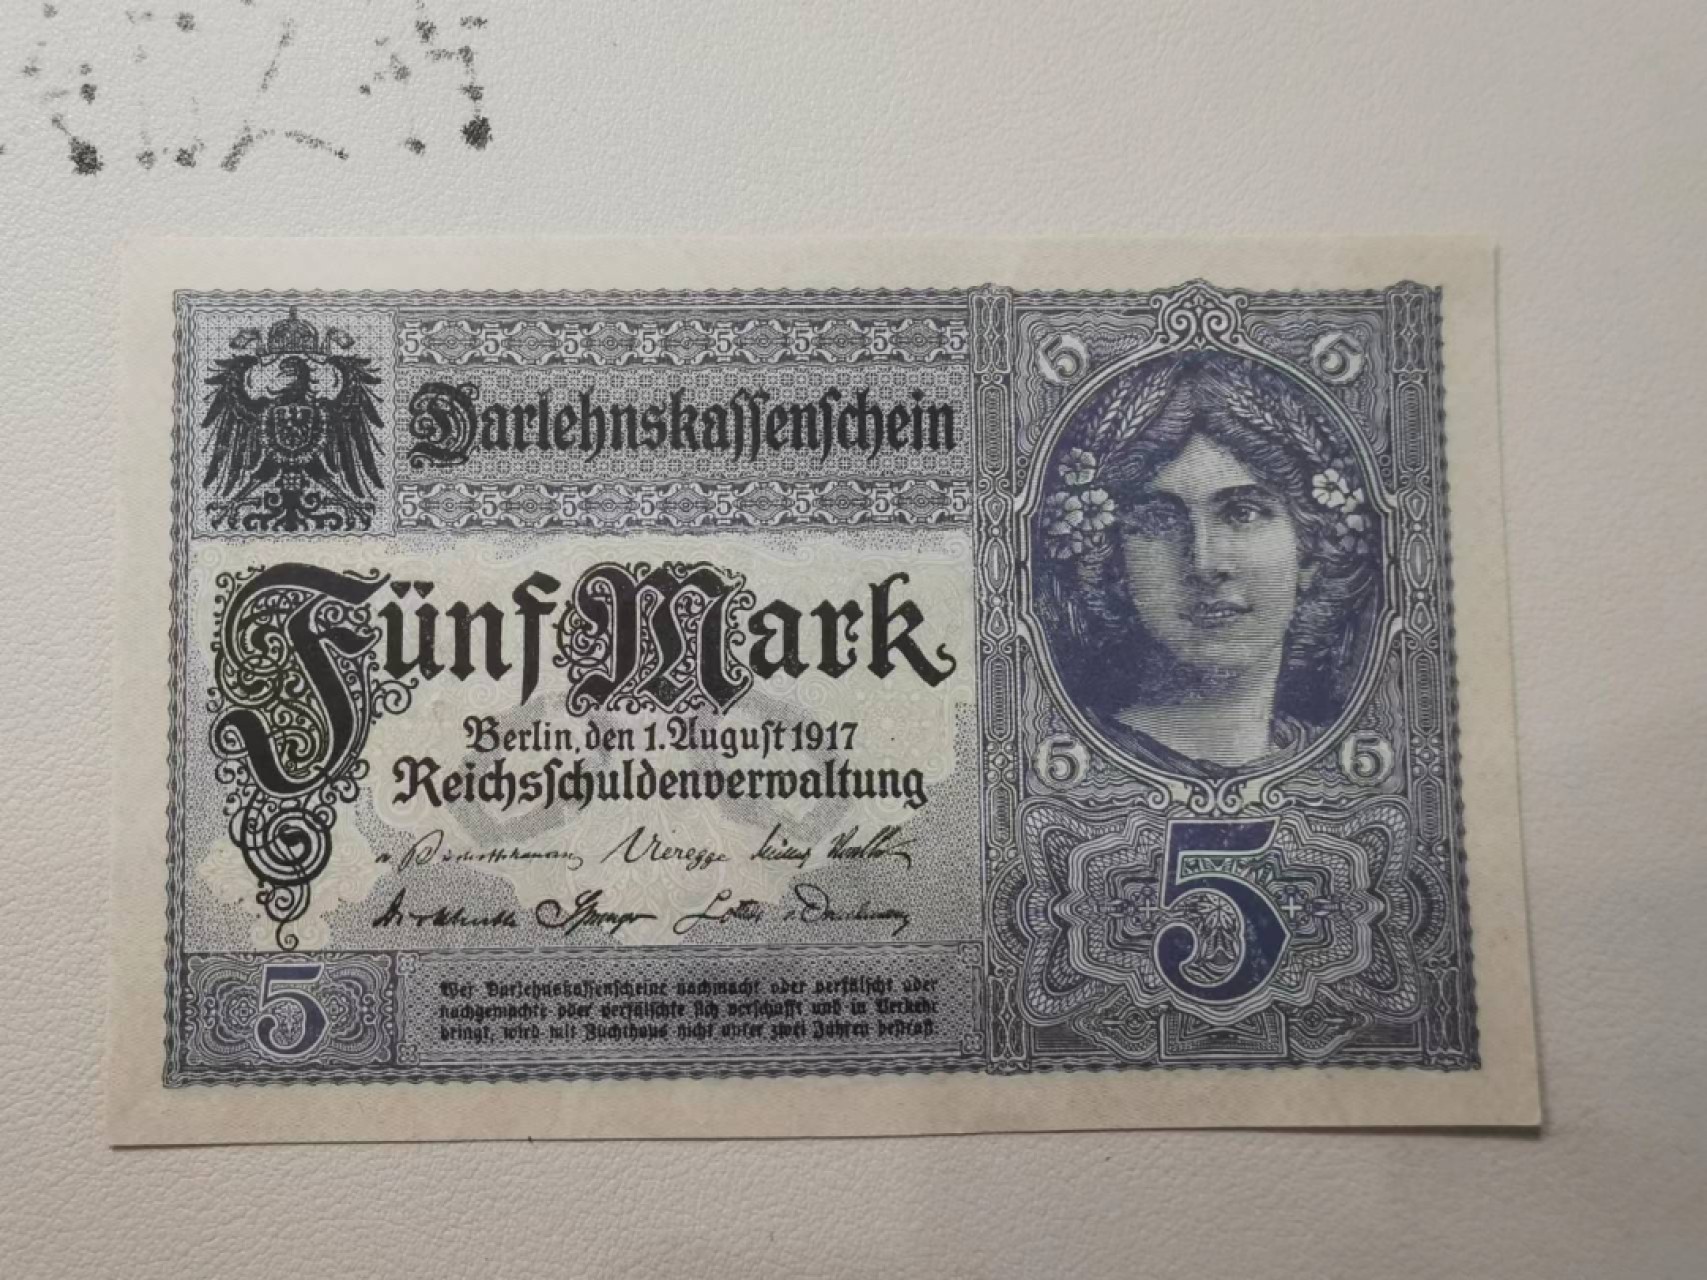 5 5 5 5 5 5 5 5
Darlehnskassenschein
5 5 5 5 5 5 5 5
Fünf Mark
Berlin, den 1. August 1917
Reichsschuldenverwaltung
Vieregge
Springer
5
Wer Darlehnskassenscheine nachmacht oder verfälscht oder
nachgemachte oder verfälschte sich verschafft und in Verkehr
bringt, wird mit Zuchthaus nicht unter zwei Jahren bestraft.
5 5
5 5
5